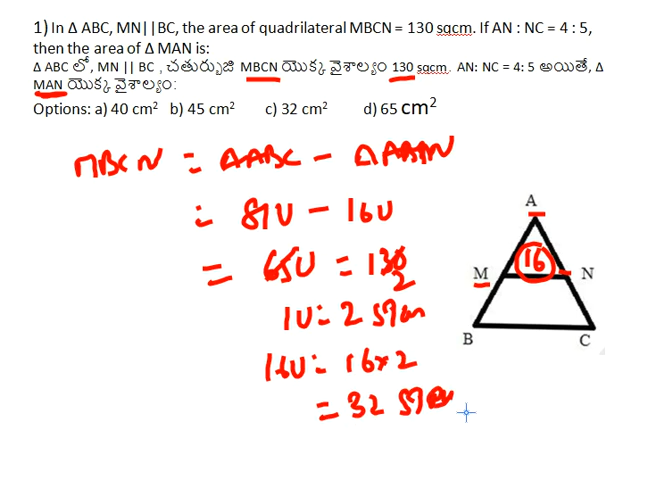 1) In Δ ABC, MN||BC, the area of quadrilateral MBCN = 130 sqcm. If AN : NC = 4 : 5,
then the area of Δ MAN is:
Δ ABC లో, MN || BC , చతుర్భుజి MBCN యొక్క వైశాల్యం 130 sqcm. AN: NC = 4: 5 అయితే, Δ
MAN యొక్క వైశాల్యం:
Options: a) 40 cm² b) 45 cm² c) 32 cm² d) 65 cm²
MBCN = ΔABC -
= 81U - 16U
= 65U = 130
2
1U = 2 sqcm
16U = 16×2
= 32
A
16
M N
B C